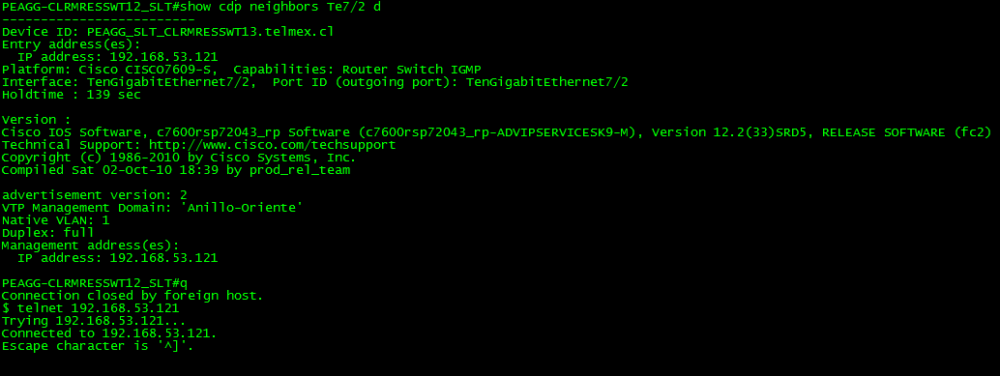 PEAGG-CLRMRESSWT12_SLT#show cdp neighbors Te7/2 d
-------------------------
Device ID: PEAGG_SLT_CLRMRESSWT13.telmex.cl
Entry address(es):
  IP address: 192.168.53.121
Platform: Cisco CISCO7609-S,  Capabilities: Router Switch IGMP
Interface: TenGigabitEthernet7/2,  Port ID (outgoing port): TenGigabitEthernet7/2
Holdtime : 139 sec

Version :
Cisco IOS Software, c7600rsp72043_rp Software (c7600rsp72043_rp-ADVIPSERVICESK9-M), Version 12.2(33)SRD5, RELEASE SOFTWARE (fc2)
Technical Support: http://www.cisco.com/techsupport
Copyright (c) 1986-2010 by Cisco Systems, Inc.
Compiled Sat 02-Oct-10 18:39 by prod_rel_team

advertisement version: 2
VTP Management Domain: 'Anillo-Oriente'
Native VLAN: 1
Duplex: full
Management address(es):
  IP address: 192.168.53.121

PEAGG-CLRMRESSWT12_SLT#q
Connection closed by foreign host.
$ telnet 192.168.53.121
Trying 192.168.53.121...
Connected to 192.168.53.121.
Escape character is '^]'.